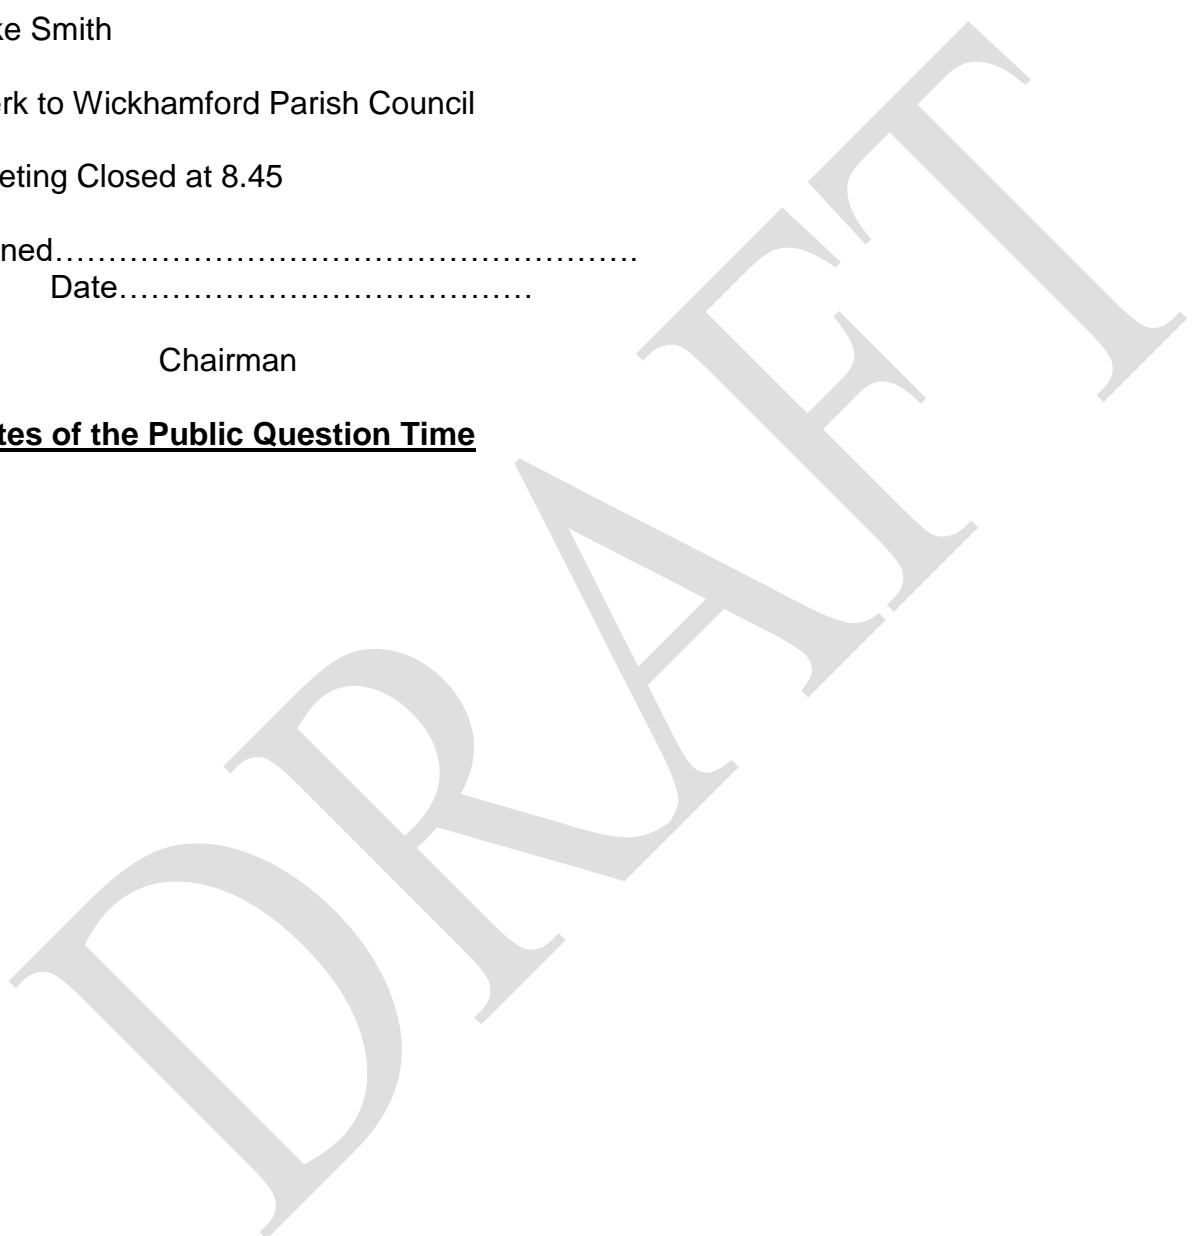 ke Smith
erk to Wickhamford Parish Council
eting Closed at 8.45
ned……………………………………………….
Date…………………………………
Chairman
tes of the Public Question Time
DRAFT